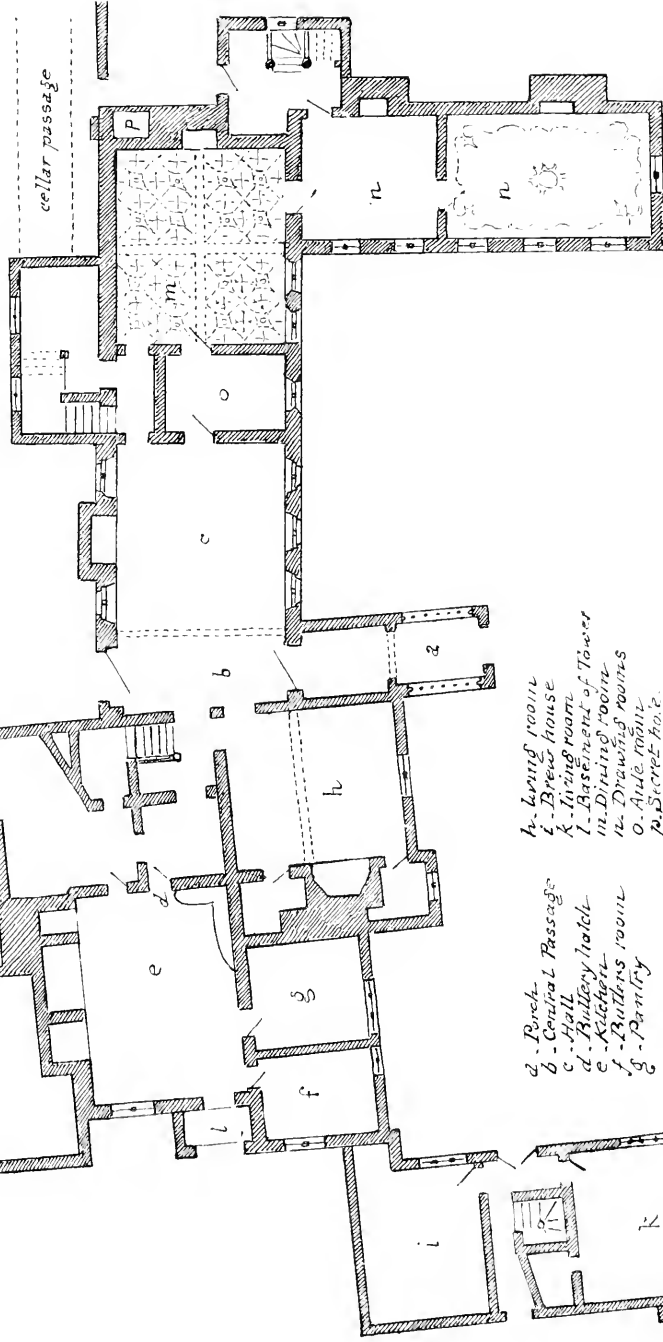 cellar passage
p
n
n
m
o
c
b
a
h
d
e
g
f
l
i
k
a - Porch
b - Central Passage
c - Hall
d - Buttery hatch
e - Kitchen
f - Butlers room
g - Pantry
h - living room
i - Brew house
k - living room
l - Basement of Tower
m - Dining room
n - Drawing rooms
o - Ante room
p - Secret hole